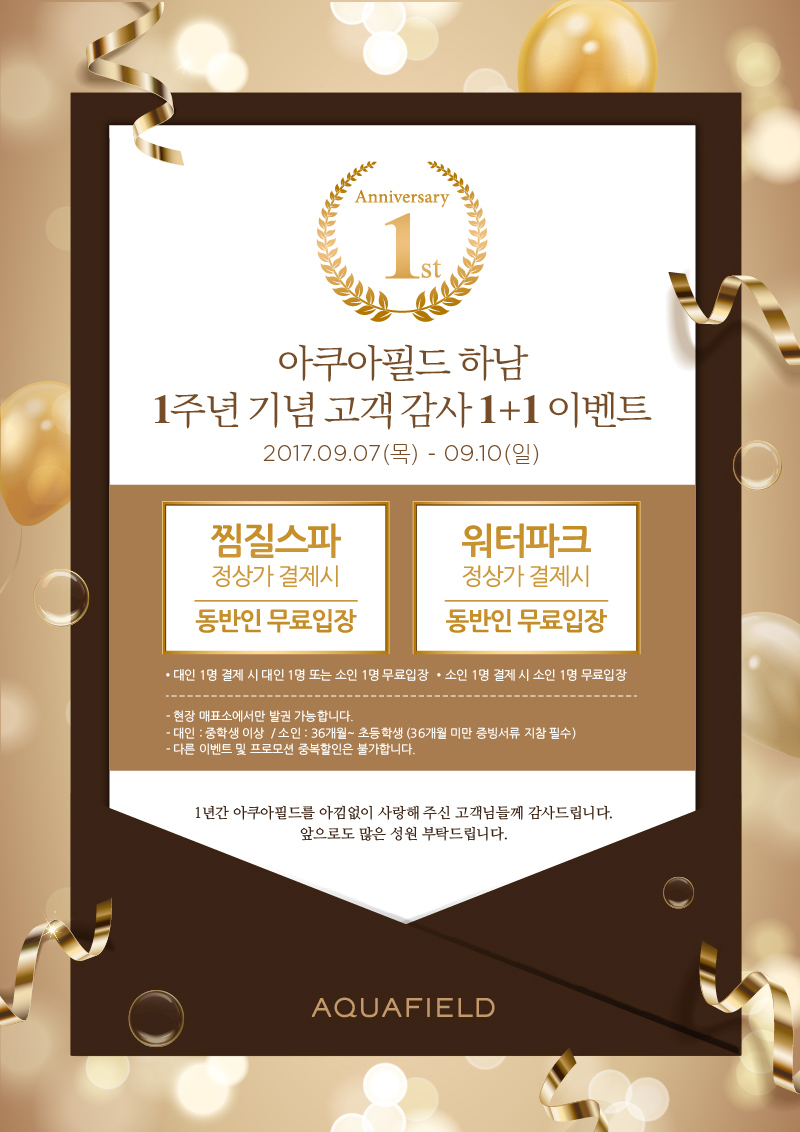 Anniversary
1st
아쿠아필드 하남
1주년 기념 고객 감사 1+1 이벤트
2017.09.07(목) - 09.10(일)
찜질스파
정상가 결제시
동반인 무료입장
워터파크
정상가 결제시
동반인 무료입장
• 대인 1명 결제 시 대인 1명 또는 소인 1명 무료입장 • 소인 1명 결제 시 소인 1명 무료입장
- 현장 매표소에서만 발권 가능합니다.
- 대인 : 중학생 이상 / 소인 : 36개월~ 초등학생 (36개월 미만 증빙서류 지참 필수)
- 다른 이벤트 및 프로모션 중복할인은 불가합니다.
1년간 아쿠아필드를 아낌없이 사랑해 주신 고객님들께 감사드립니다.
앞으로도 많은 성원 부탁드립니다.
AQUAFIELD